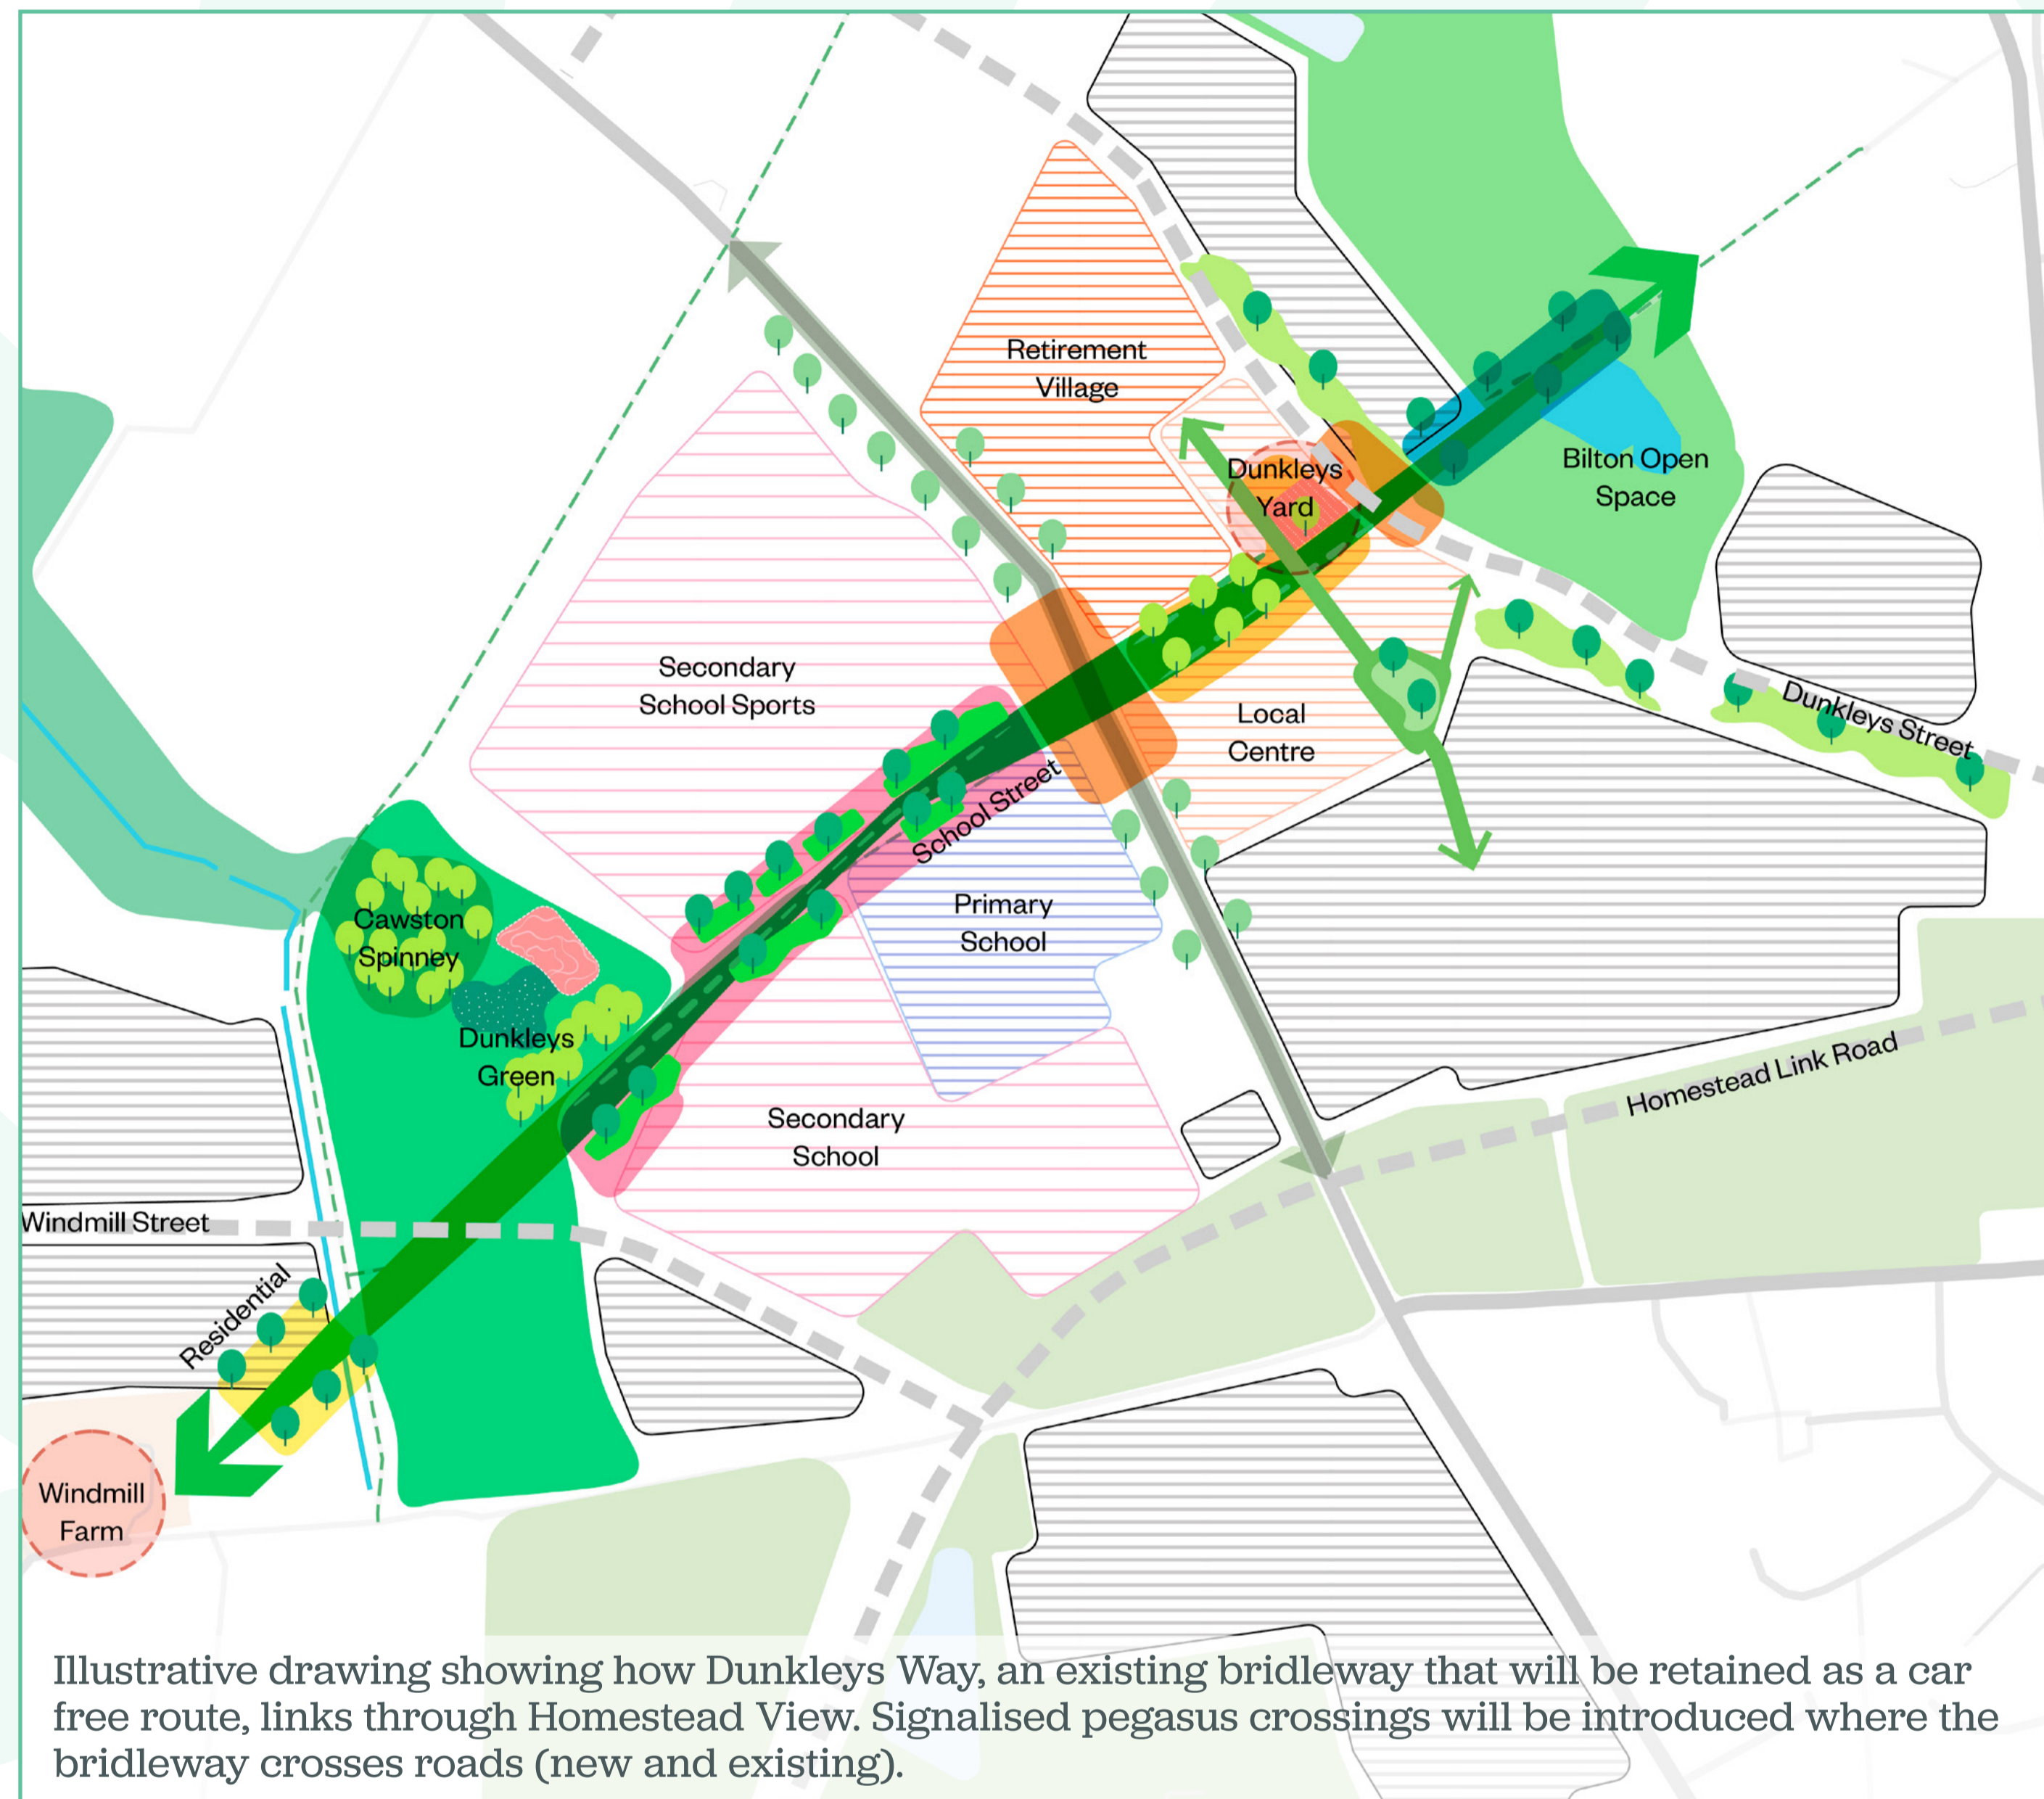 Retirement
Village
Dunkleys
Yard
Bilton Open
Space
Secondary
School Sports
Local
Centre
Dunkleys Street
School Street
Primary
School
Cawston
Spinney
Dunkleys
Green
Secondary
School
Homestead Link Road
Windmill Street
Residential
Windmill
Farm
Illustrative drawing showing how Dunkleys Way, an existing bridleway that will be retained as a car
free route, links through Homestead View. Signalised pegasus crossings will be introduced where the
bridleway crosses roads (new and existing).